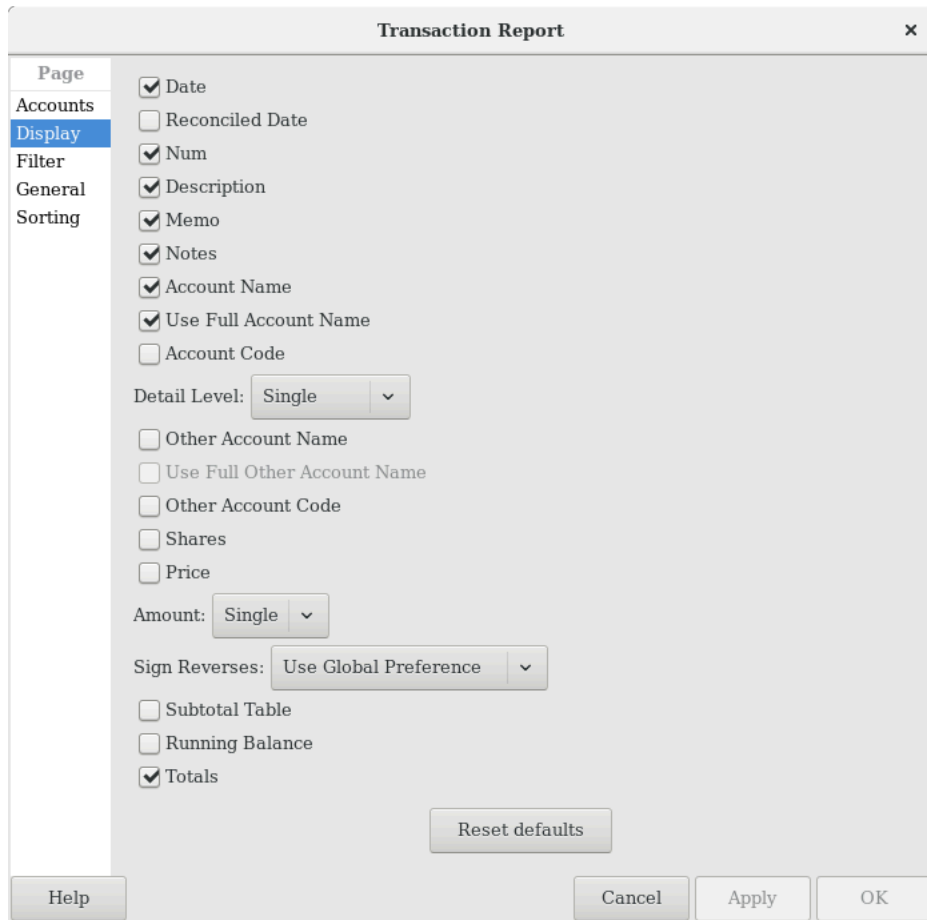 Transaction Report
Page
Accounts
Display
Filter
General
Sorting
Date
Reconciled Date
Num
Description
Memo
Notes
Account Name
Use Full Account Name
Account Code
Detail Level: Single
Other Account Name
Use Full Other Account Name
Other Account Code
Shares
Price
Amount: Single
Sign Reverses: Use Global Preference
Subtotal Table
Running Balance
Totals
Reset defaults
Help Cancel Apply OK